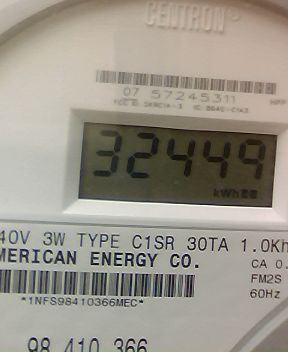 CENTRON®
07 57245311
32449
kWh
40V 3W TYPE C1SR 30TA 1.0Kh
MERICAN ENERGY CO.
CA 0.
FM2S
60Hz
*1NFS98410366MEC*
98 410 366